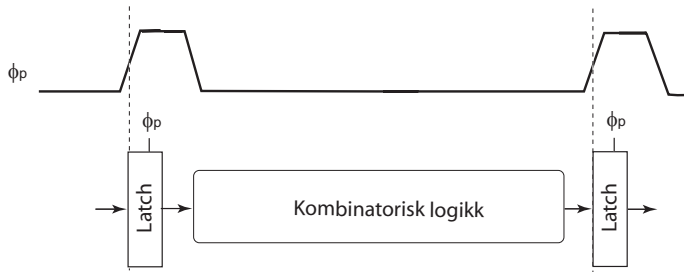 ϕp
ϕp
ϕp
Latch
Kombinatorisk logikk
Latch